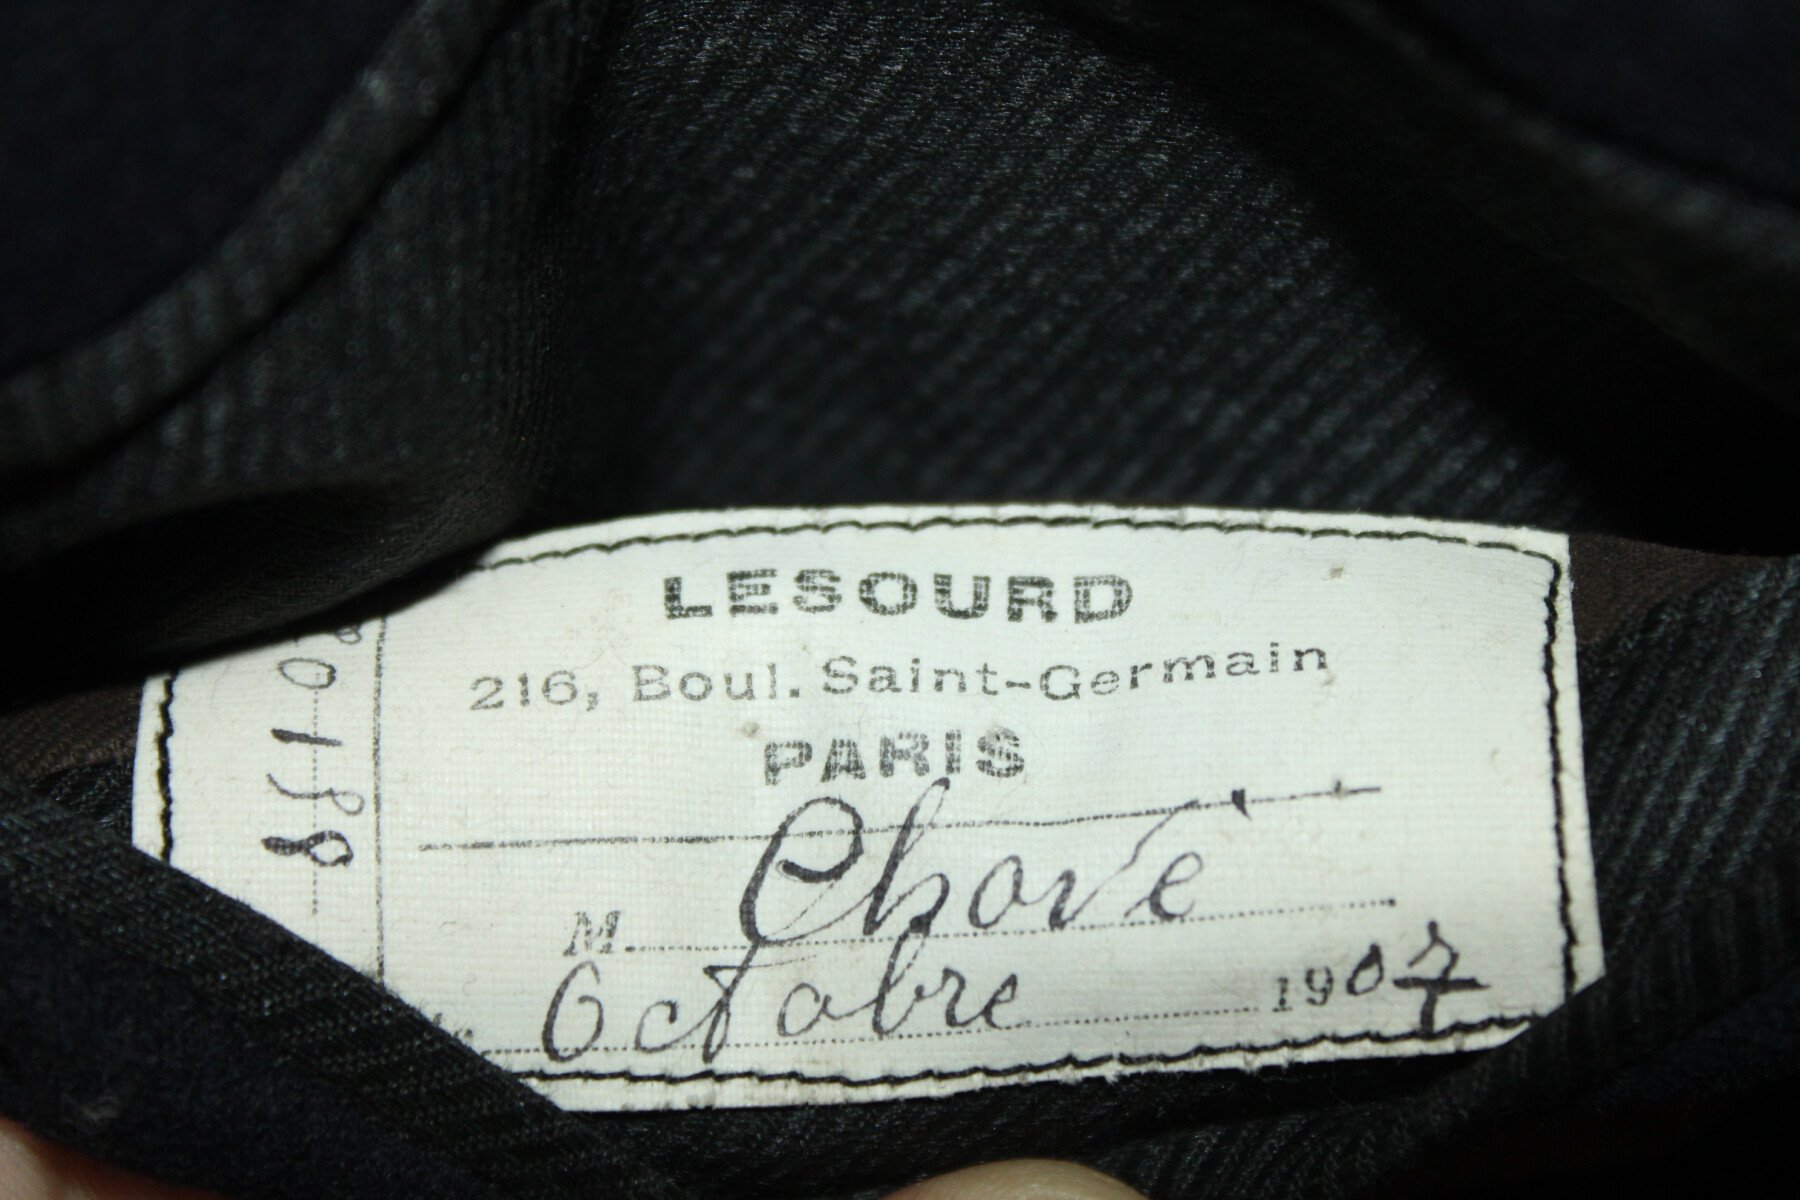 LESOURD
216, Boul. Saint-Germain
PARIS
M. Chové
Octobre 1907